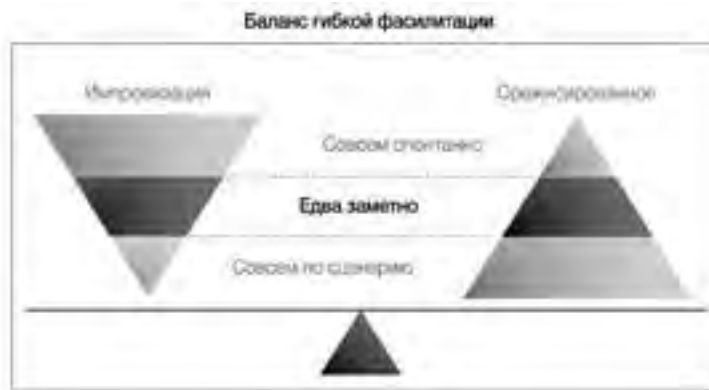 Баланс гибкой фасилитации
Импровизация
Срежиссированное
Совсем спонтанно
Едва заметно
Совсем по сценарию